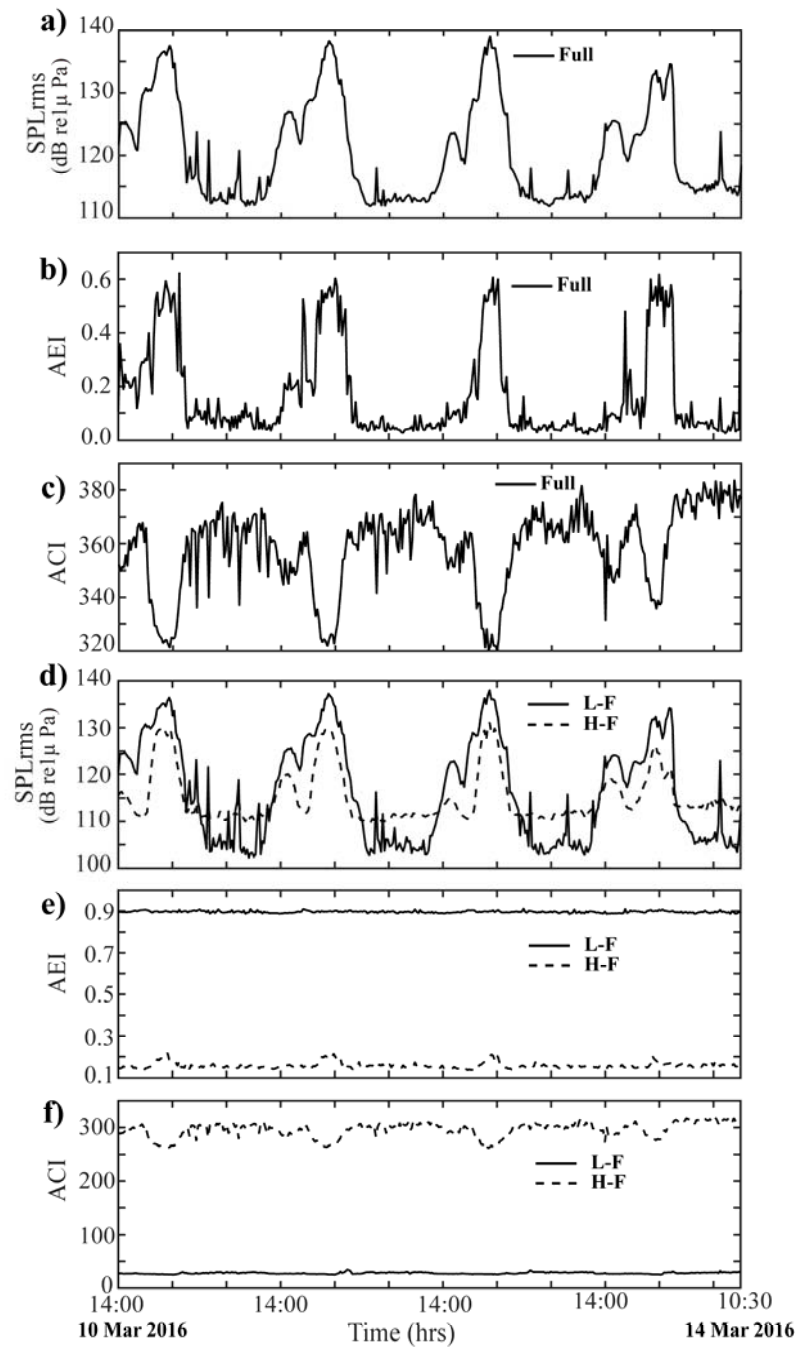 a)
140
130
120
110
SPLrms
(dB re1μ Pa)
Full
b)
0.6
0.4
0.2
0.0
AEI
Full
c)
380
360
340
320
ACI
Full
d)
140
130
120
110
100
SPLrms
(dB re1μ Pa)
L-F
H-F
e)
0.9
0.7
0.5
0.3
0.1
AEI
L-F
H-F
f)
300
200
100
0
ACI
L-F
H-F
14:00 14:00 14:00 14:00 10:30
10 Mar 2016 Time (hrs) 14 Mar 2016